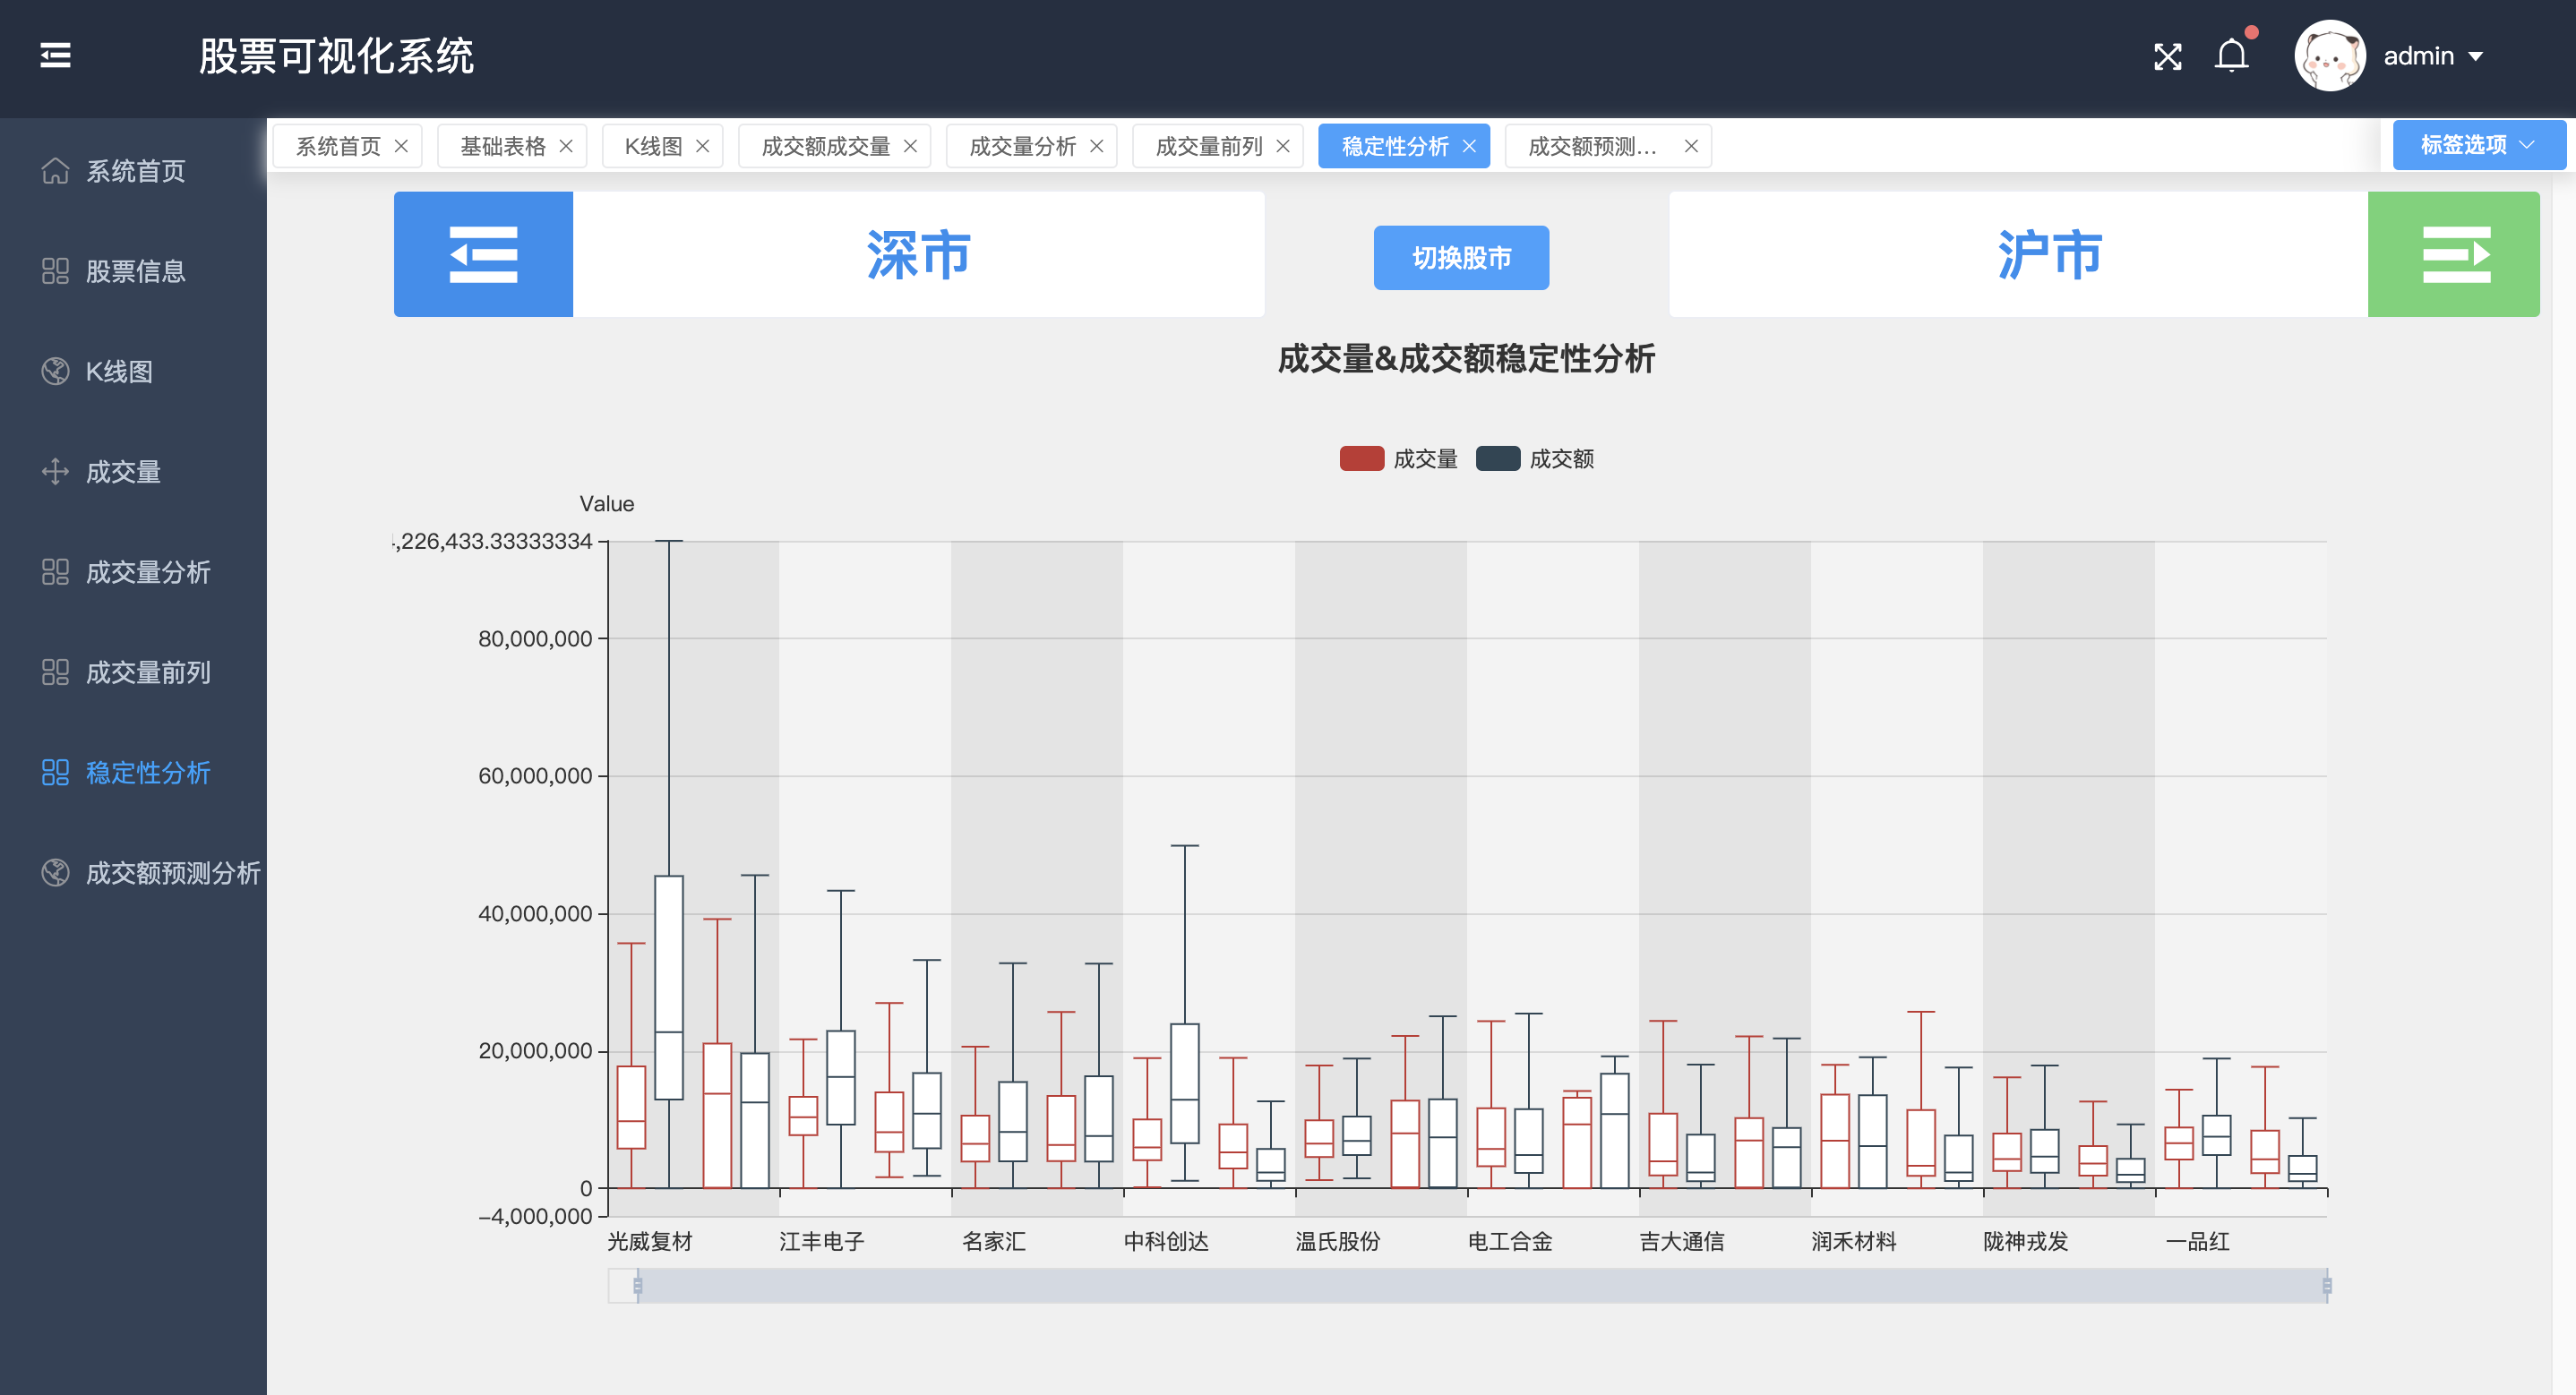 股票可视化系统
admin
系统首页
股票信息
K线图
成交量
成交量分析
成交量前列
稳定性分析
成交额预测分析
系统首页 基础表格 K线图 成交额成交量 成交量分析 成交量前列 稳定性分析 成交额预测… 标签选项
深市 切换股市 沪市
成交量&成交额稳定性分析
成交量 成交额
Value
,226,433.33333334
80,000,000
60,000,000
40,000,000
20,000,000
0
−4,000,000
光威复材 江丰电子 名家汇 中科创达 温氏股份 电工合金 吉大通信 润禾材料 陇神戎发 一品红